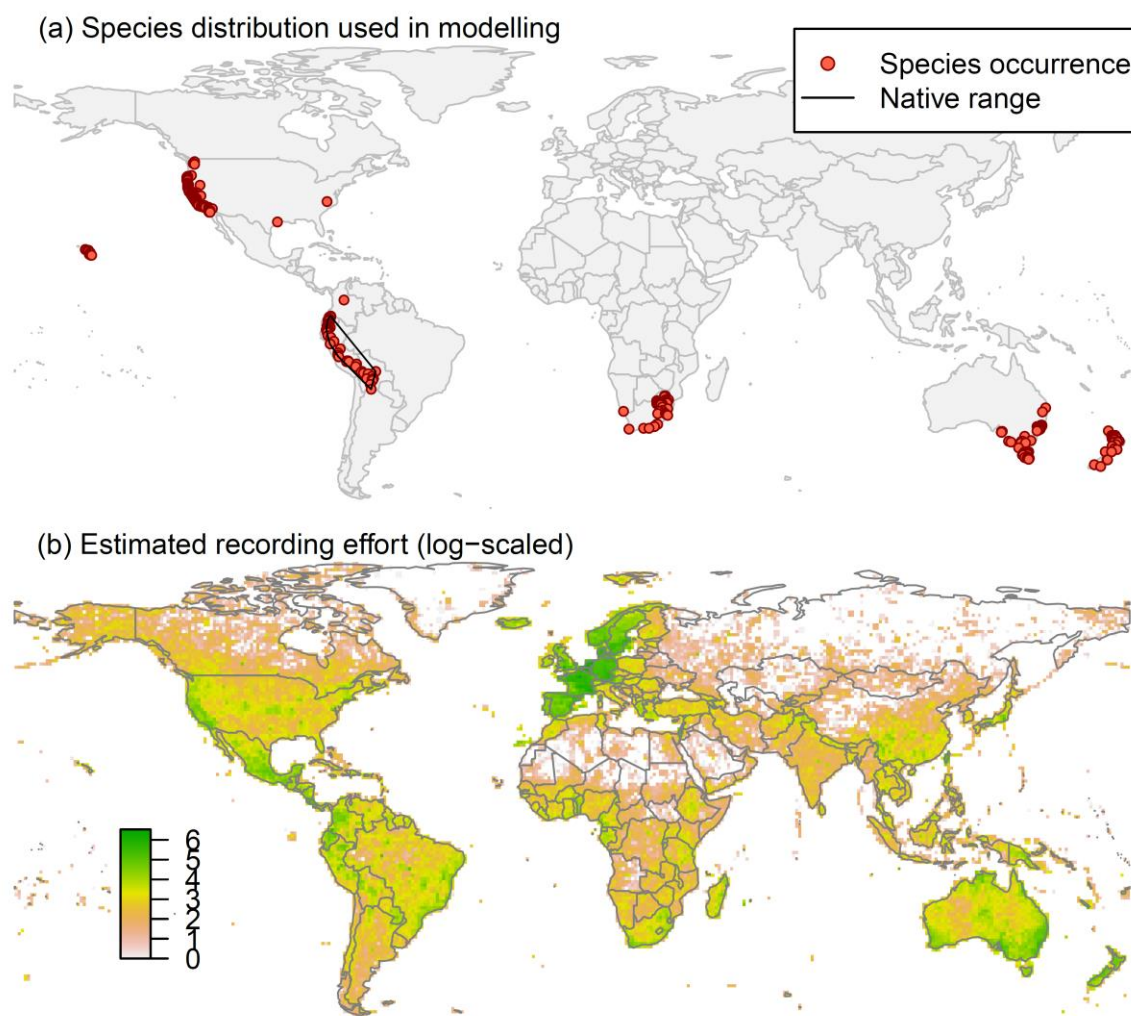 (a) Species distribution used in modelling
Species occurrence
Native range
(b) Estimated recording effort (log−scaled)
6
5
4
3
2
1
0